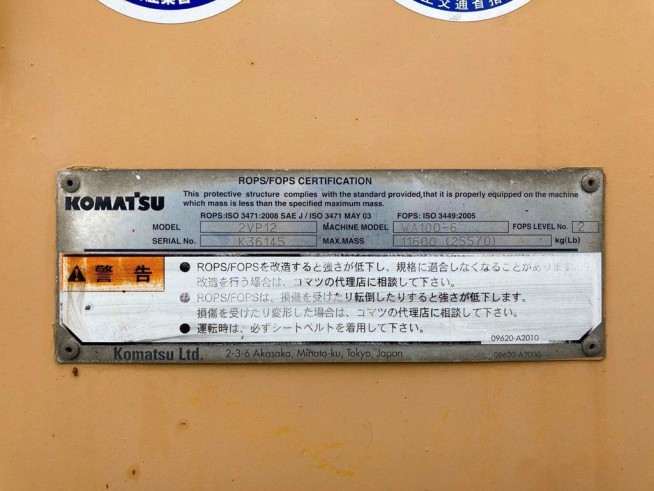 正交通省指
ROPS/FOPS CERTIFICATION
KOMATSU
This protective structure complies with the standard provided,that it is properly equipped on the machine
which mass is less than the specified maximum mass.
ROPS:ISO 3471:2008 SAE J / ISO 3471 MAY 03 FOPS: ISO 3449:2005
MODEL 2VP12 MACHINE MODEL WA100-6 FOPS LEVEL No. 2
SERIAL No. K36145 MAX.MASS 11600 (25570) kg(Lb)
警告
● ROPS/FOPSを改造すると強さが低下し、規格に適合しなくなることがあります。
改造を行う場合は、コマツの代理店に相談して下さい。
● ROPS/FOPSは、損傷を受けたり転倒したりすると強さが低下します。
損傷を受けたり変形した場合は、コマツの代理店に相談して下さい。
● 運転時は、必ずシートベルトを着用して下さい。
09620-A2010
Komatsu Ltd. 2-3-6 Akasaka, Minato-ku, Tokyo, Japan 09620-A2000